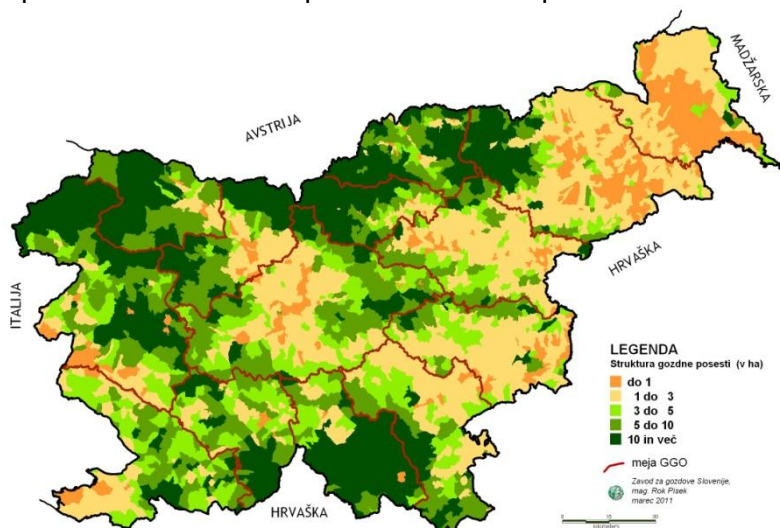 AVSTRIJA
MADŽARSKA
ITALIJA
HRVAŠKA
HRVAŠKA
LEGENDA
Struktura gozdne posesti (v ha)
do 1
1 do 3
3 do 5
5 do 10
10 in več
meja GGO
Zavod za gozdove Slovenije,
mag. Rok Pisek
marec 2011